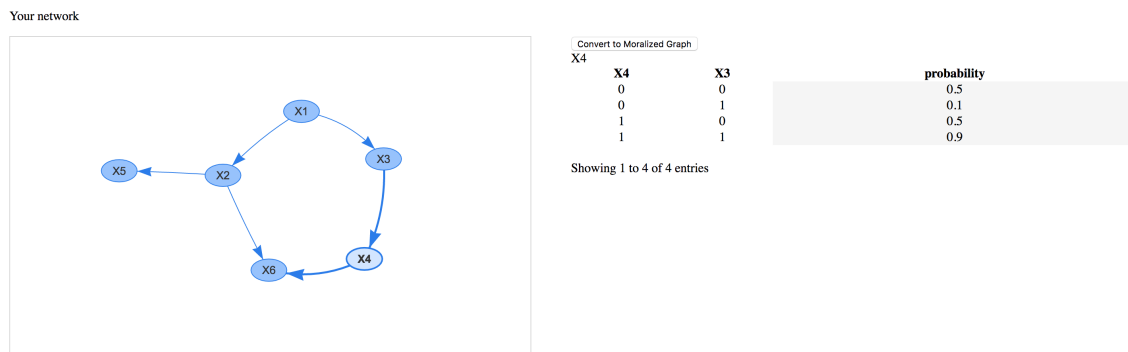 Your network
X1
X3
X5
X2
X4
X6
Convert to Moralized Graph
X4
X4 X3 probability
0 0 0.5
0 1 0.1
1 0 0.5
1 1 0.9
Showing 1 to 4 of 4 entries